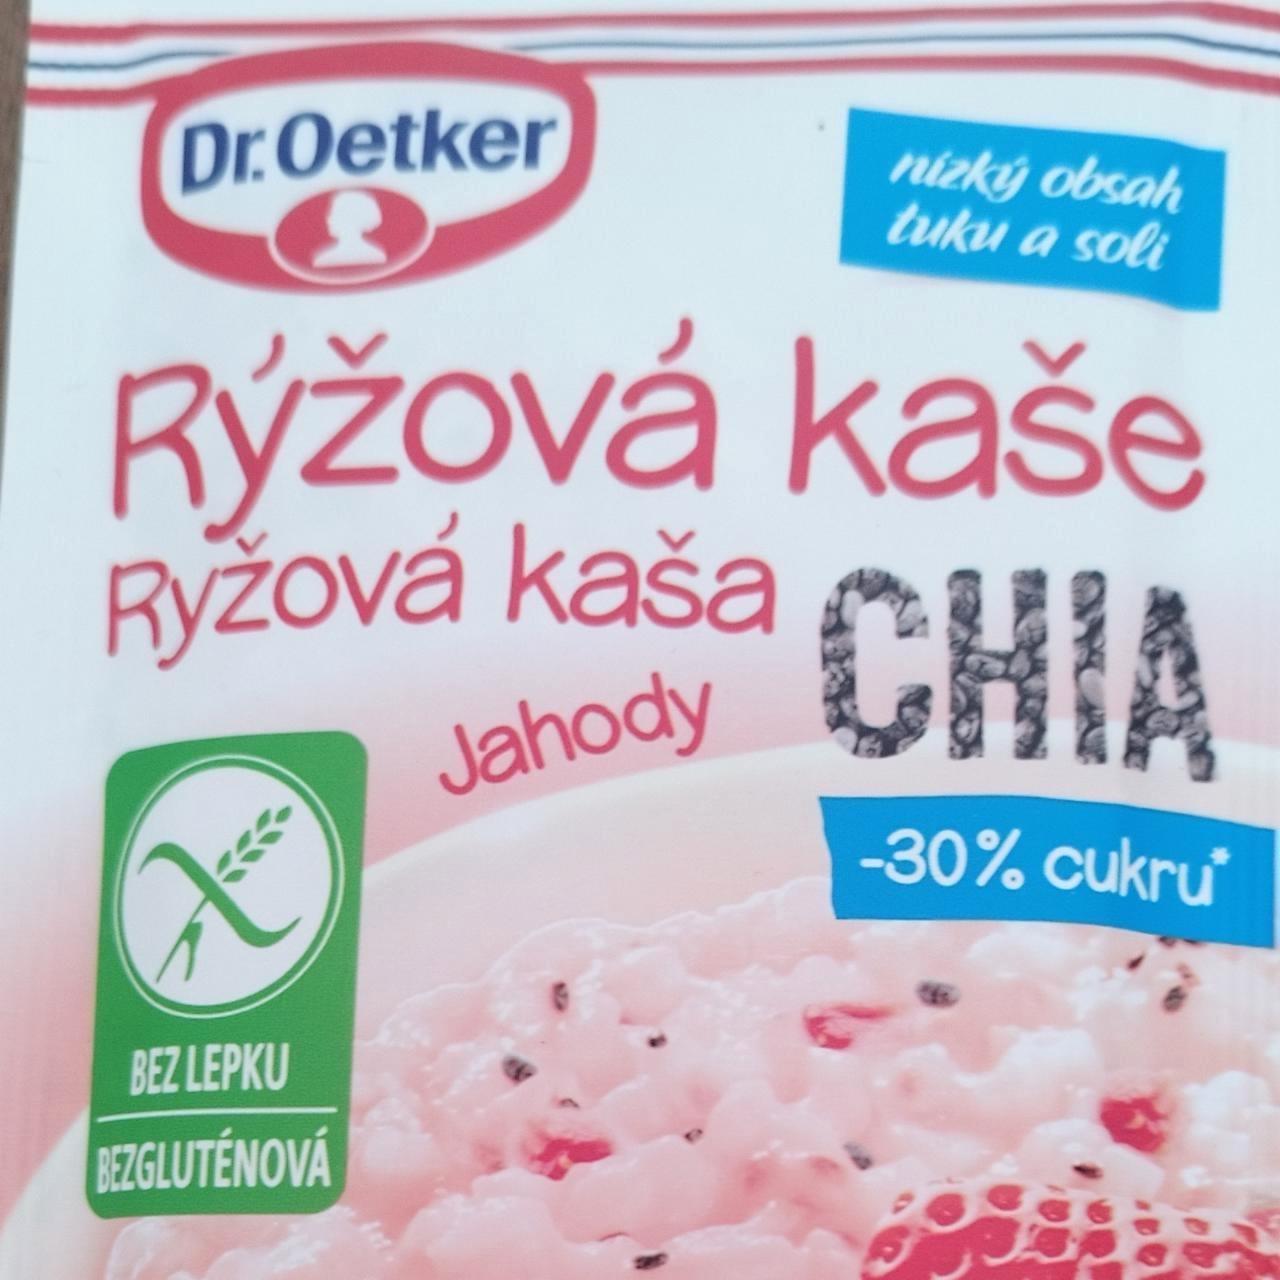 Dr. Oetker
nízký obsah
tuku a soli
Rýžová kaše
Ryžová kaša
CHIA
Jahody
-30% cukru*
BEZ LEPKU
BEZGLUTÉNOVÁ